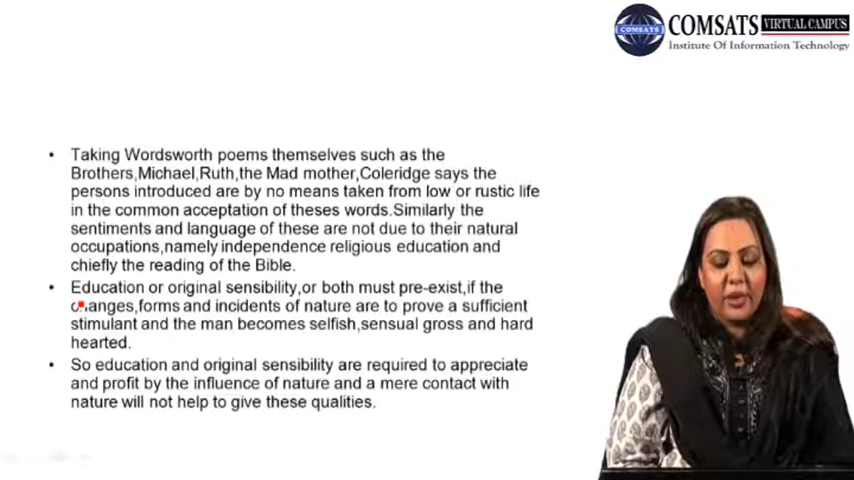 COMSATS VIRTUAL CAMPUS
COMSATS
Institute Of Information Technology
• Taking Wordsworth poems themselves such as the
Brothers,Michael,Ruth,the Mad mother,Coleridge says the
persons introduced are by no means taken from low or rustic life
in the common acceptation of theses words.Similarly the
sentiments and language of these are not due to their natural
occupations,namely independence religious education and
chiefly the reading of the Bible.
• Education or original sensibility,or both must pre-exist,if the
changes,forms and incidents of nature are to prove a sufficient
stimulant and the man becomes selfish,sensual gross and hard
hearted.
• So education and original sensibility are required to appreciate
and profit by the influence of nature and a mere contact with
nature will not help to give these qualities.